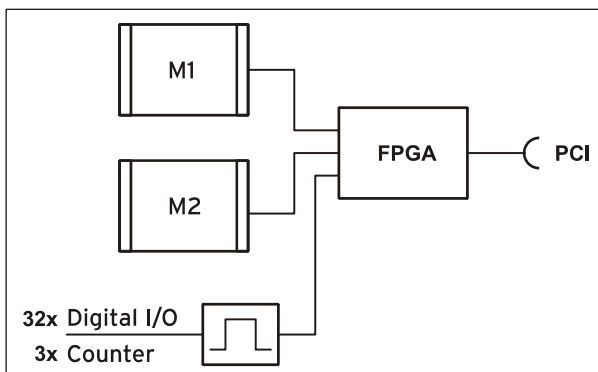 M1
FPGA
PCI
M2
32x Digital I/O
3x Counter